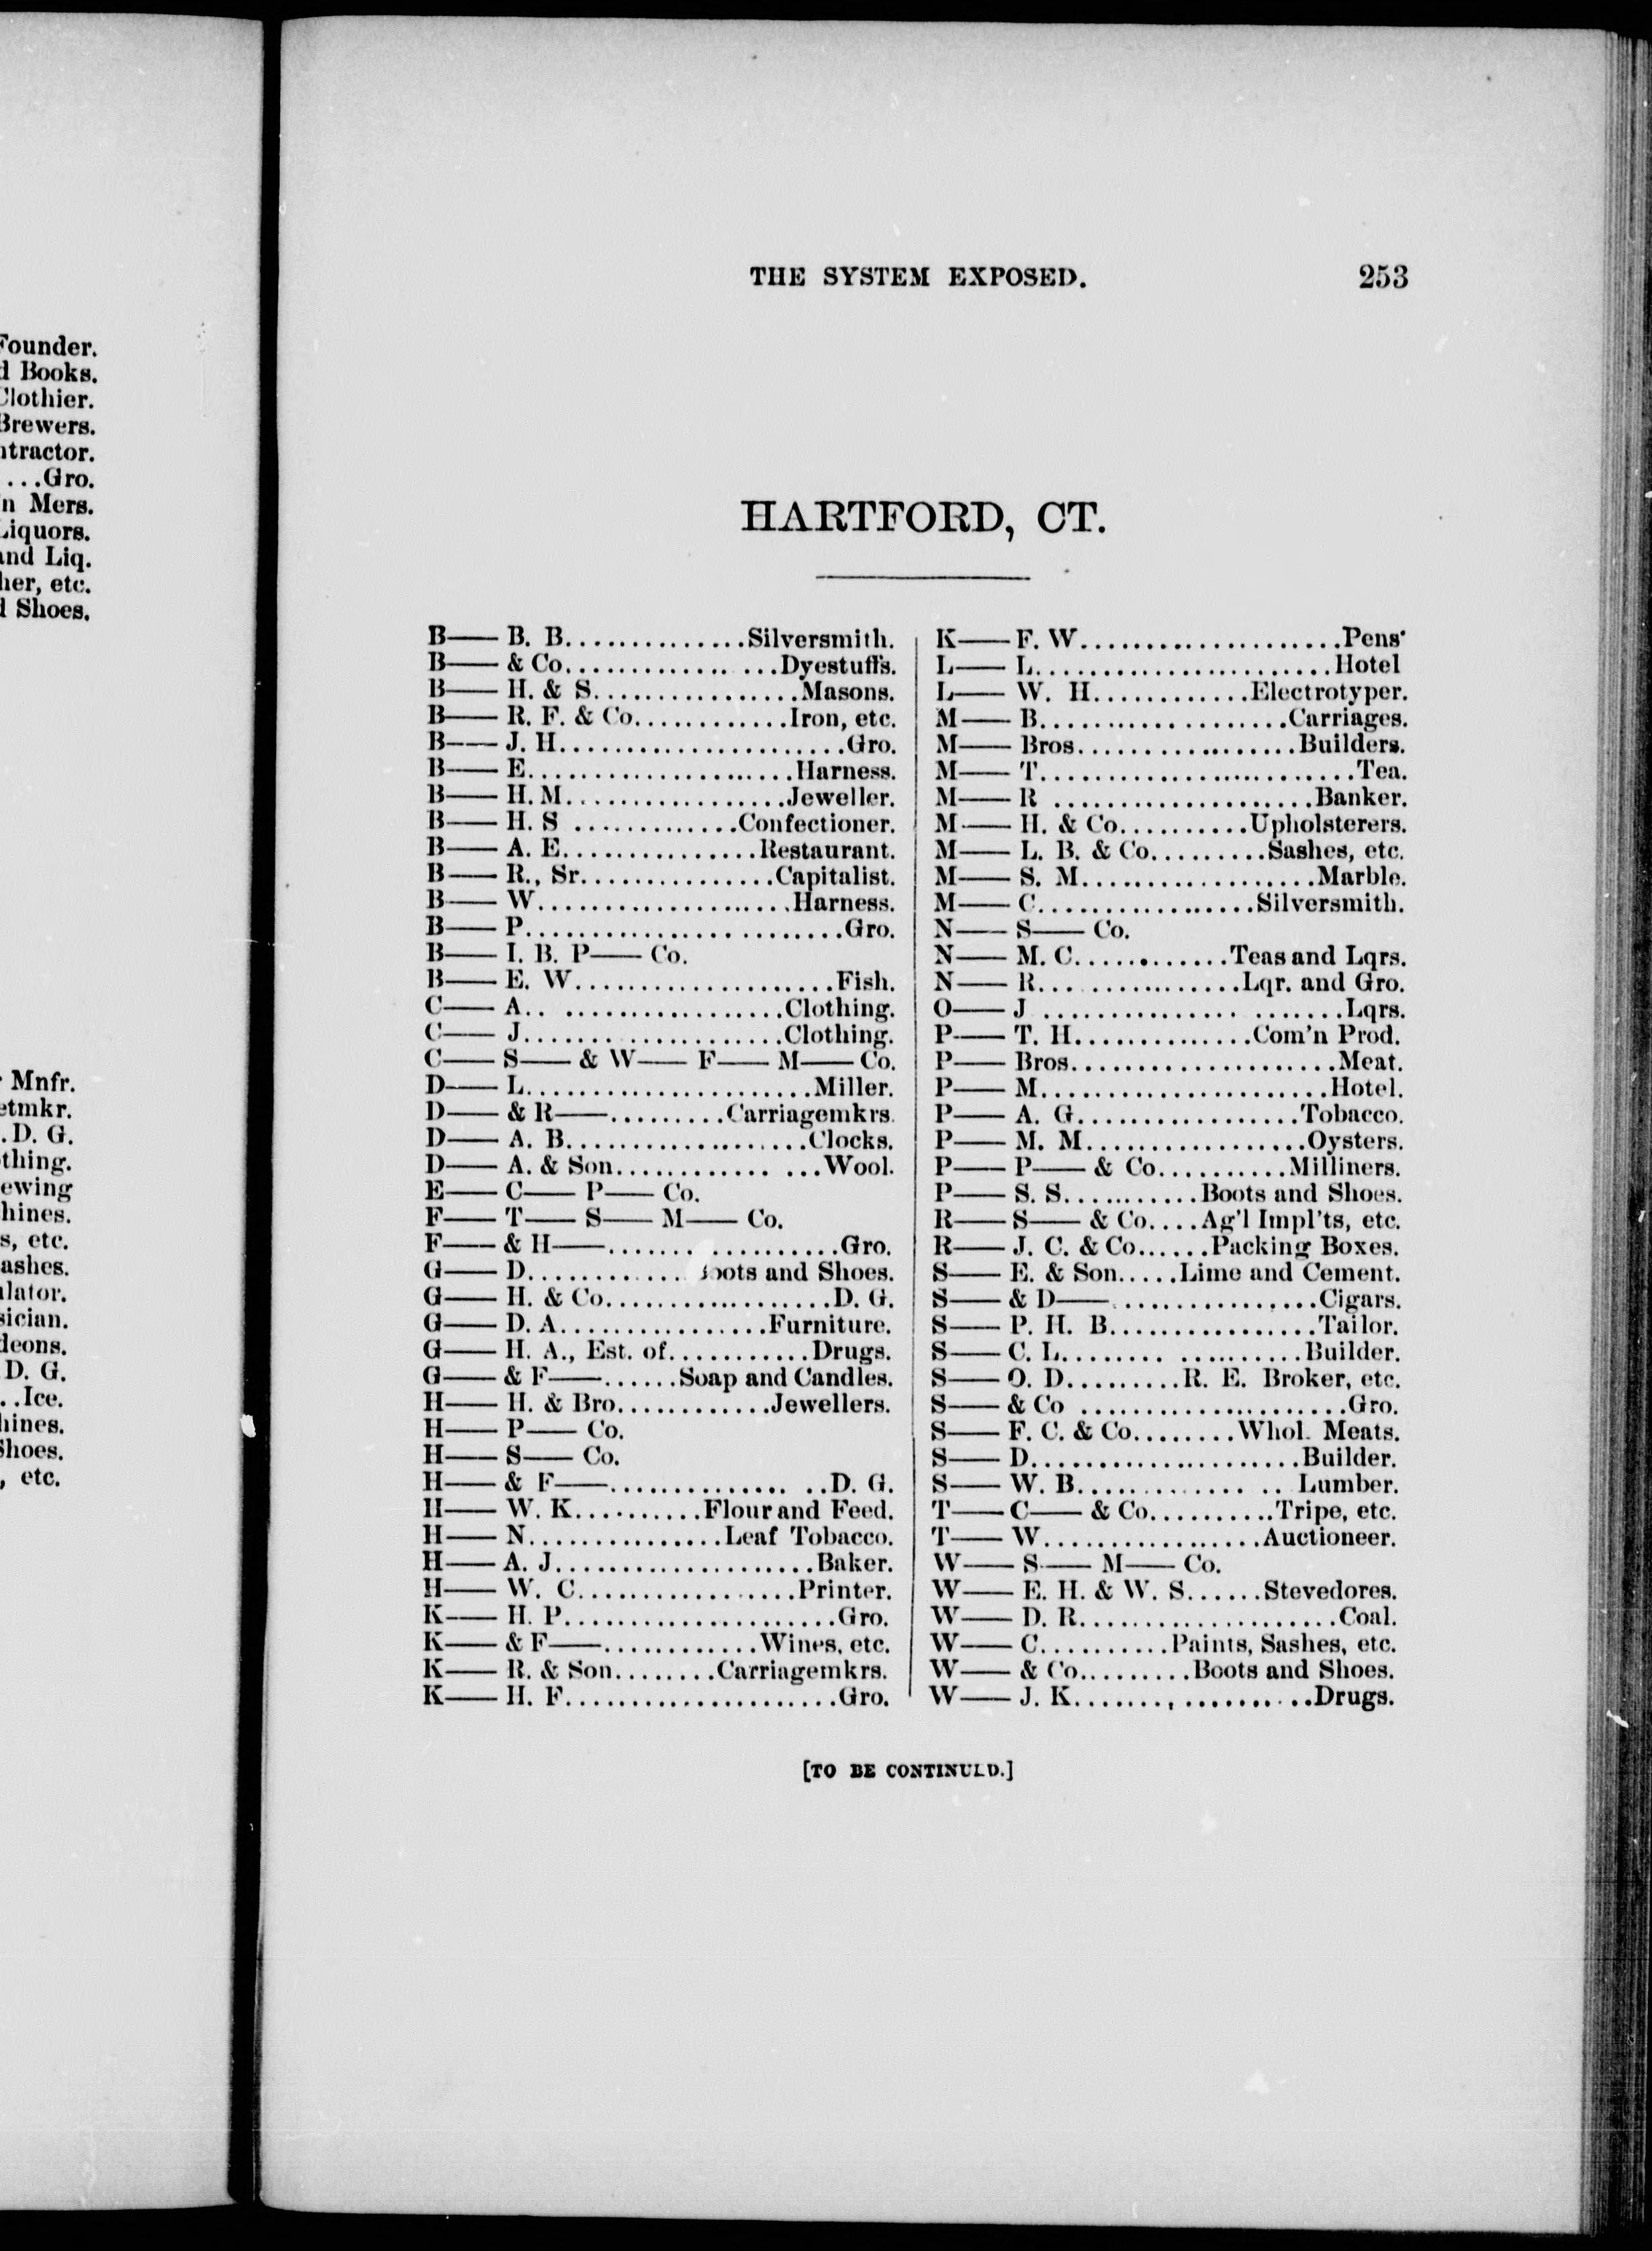 Founder.
d Books.
Clothier.
Brewers.
ntractor.
...Gro.
'n Mers.
Liquors.
and Liq.
her, etc.
d Shoes.
Mnfr.
etmkr.
.D. G.
thing.
ewing
hines.
s, etc.
ashes.
ulator.
sician.
deons.
D. G.
..Ice.
hines.
Shoes.
, etc.
THE SYSTEM EXPOSED. 253
HARTFORD, CT.
B—— B. B...............Silversmith.
B—— & Co..................Dyestuffs.
B—— H. & S.................Masons.
B—— R. F. & Co.............Iron, etc.
B—— J. H........................Gro.
B—— E.......................Harness.
B—— H. M...................Jeweller.
B—— H. S ..............Confectioner.
B—— A. E................Restaurant.
B—— R., Sr................Capitalist.
B—— W......................Harness.
B—— P...........................Gro.
B—— I. B. P—— Co.
B—— E. W......................Fish.
C—— A.. ...................Clothing.
C—— J......................Clothing.
C—— S—— & W—— F—— M—— Co.
D—— L........................Miller.
D—— & R——.........Carriagemkrs.
D—— A. B.....................Clocks.
D—— A. & Son............. ...Wool.
E—— C—— P—— Co.
F—— T—— S—— M—— Co.
F—— & H——...................Gro.
G—— D............. Boots and Shoes.
G—— H. & Co...................D. G.
G—— D. A..................Furniture.
G—— H. A., Est. of............Drugs.
G—— & F——......Soap and Candles.
H—— H. & Bro.............Jewellers.
H—— P—— Co.
H—— S—— Co.
H—— & F——............... ..D. G.
H—— W. K..........Flour and Feed.
H—— N................Leaf Tobacco.
H—— A. J......................Baker.
H—— W. C...................Printer.
K—— H. P.......................Gro.
K—— & F——.............Wines, etc.
K—— R. & Son........Carriagemkrs.
K—— H. F.......................Gro.
K—— F. W......................Pens·
L—— L..........................Hotel
L—— W. H.............Electrotyper.
M—— B.....................Carriages.
M—— Bros...................Builders.
M—— T...........................Tea.
M—— R ......................Banker.
M—— H. & Co...........Upholsterers.
M—— L. B. & Co.........Sashes, etc.
M—— S. M....................Marble.
M—— C...................Silversmith.
N—— S—— Co.
N—— M. C.............Teas and Lqrs.
N—— R... ............Lqr. and Gro.
O—— J ................ ........Lqrs.
P—— T. H...............Com'n Prod.
P—— Bros.......................Meat.
P—— M.........................Hotel.
P—— A. G...................Tobacco.
P—— M. M...................Oysters.
P—— P—— & Co...........Milliners.
P—— S. S............Boots and Shoes.
R—— S—— & Co....Ag'l Impl'ts, etc.
R—— J. C. & Co......Packing Boxes.
S—— E. & Son.....Lime and Cement.
S—— & D——.................Cigars.
S—— P. H. B..................Tailor.
S—— C. L......... ..........Builder.
S—— O. D.........R. E. Broker, etc.
S—— & Co .......................Gro.
S—— F. C. & Co........Whol. Meats.
S—— D.......................Builder.
S—— W. B.............. .. Lumber.
T—— C—— & Co..........Tripe, etc.
T—— W...................Auctioneer.
W—— S—— M—— Co.
W—— E. H. & W. S......Stevedores.
W—— D. R......................Coal.
W—— C..........Paints, Sashes, etc.
W—— & Co.........Boots and Shoes.
W—— J. K.......,...........Drugs.
[TO BE CONTINULD.]